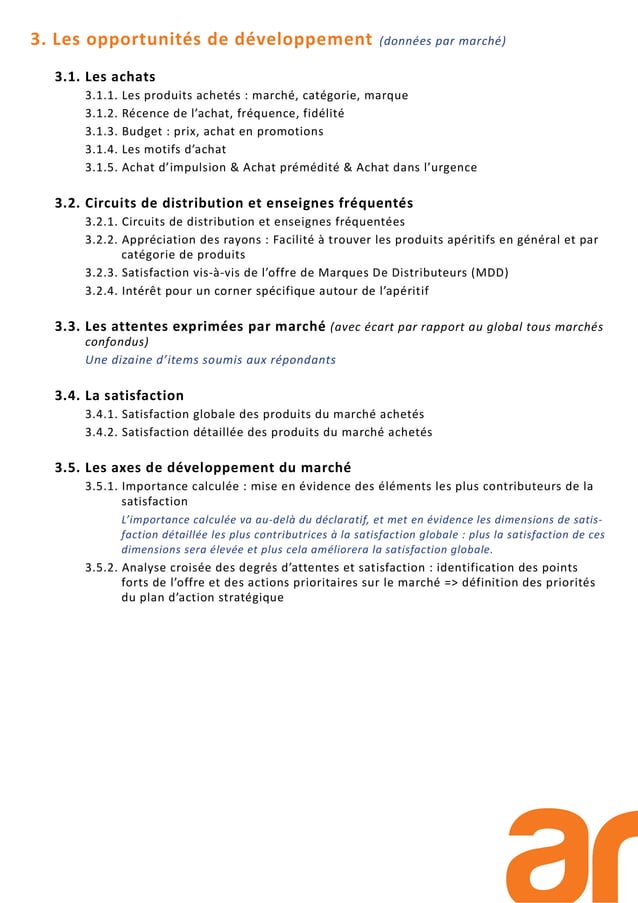 3. Les opportunités de développement (données par marché)
3.1. Les achats
3.1.1. Les produits achetés : marché, catégorie, marque
3.1.2. Récence de l’achat, fréquence, fidélité
3.1.3. Budget : prix, achat en promotions
3.1.4. Les motifs d’achat
3.1.5. Achat d’impulsion & Achat prémédité & Achat dans l’urgence
3.2. Circuits de distribution et enseignes fréquentés
3.2.1. Circuits de distribution et enseignes fréquentées
3.2.2. Appréciation des rayons : Facilité à trouver les produits apéritifs en général et par
catégorie de produits
3.2.3. Satisfaction vis-à-vis de l’offre de Marques De Distributeurs (MDD)
3.2.4. Intérêt pour un corner spécifique autour de l’apéritif
3.3. Les attentes exprimées par marché (avec écart par rapport au global tous marchés
confondus)
Une dizaine d’items soumis aux répondants
3.4. La satisfaction
3.4.1. Satisfaction globale des produits du marché achetés
3.4.2. Satisfaction détaillée des produits du marché achetés
3.5. Les axes de développement du marché
3.5.1. Importance calculée : mise en évidence des éléments les plus contributeurs de la
satisfaction
L’importance calculée va au-delà du déclaratif, et met en évidence les dimensions de satis-
faction détaillée les plus contributrices à la satisfaction globale : plus la satisfaction de ces
dimensions sera élevée et plus cela améliorera la satisfaction globale.
3.5.2. Analyse croisée des degrés d’attentes et satisfaction : identification des points
forts de l’offre et des actions prioritaires sur le marché => définition des priorités
du plan d’action stratégique
ar